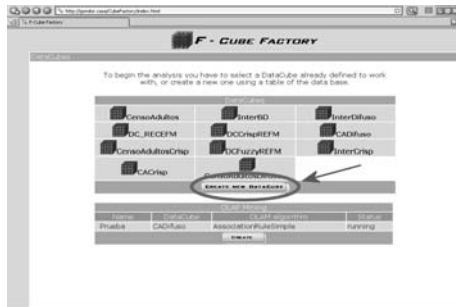 F - CUBE FACTORY
DataCubes
To begin the analysis you have to select a DataCube already defined to work
with, or create a new one using a table of the data base.
DataCubes
CensoAdultos InterBD InterDifuso
DC_RECEFM DCCrispREFM CADifuso
CensoAdultosCrisp DCFuzzyREFM InterCrisp
CACrisp
CREATE NEW DATACUBE
OLAP Mining
Name DataCube OLAM algorithm Status
Prueba CADifuso AssociationRuleSimple running
CREATE